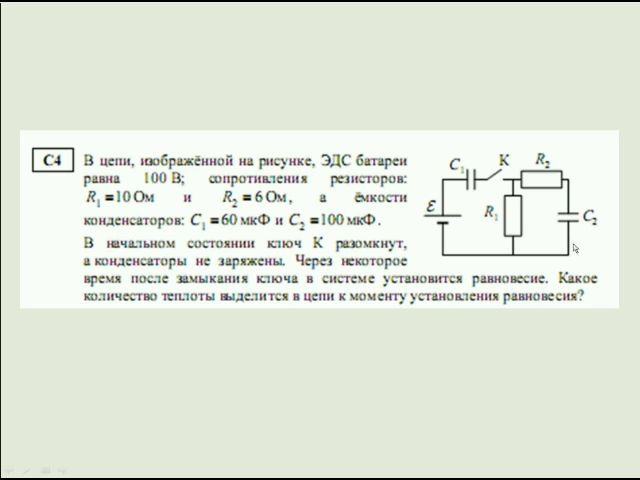 С4
В цепи, изображённой на рисунке, ЭДС батареи
равна 100 В; сопротивления резисторов:
R₁ = 10 Ом и R₂ = 6 Ом, а ёмкости
конденсаторов: C₁ = 60 мкФ и C₂ = 100 мкФ.
В начальном состоянии ключ К разомкнут,
а конденсаторы не заряжены. Через некоторое
время после замыкания ключа в системе установится равновесие. Какое
количество теплоты выделится в цепи к моменту установления равновесия?
C₁ К R₂
ℰ R₁ C₂